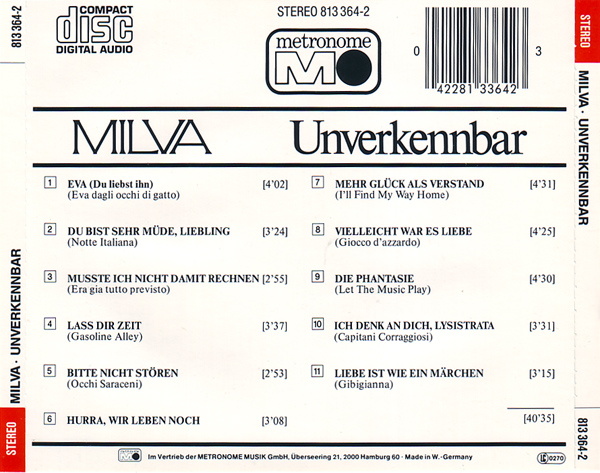 COMPACT
disc
DIGITAL AUDIO
STEREO 813 364-2
metronome
M
0 42281 33642 3
MILVA Unverkennbar
1 EVA (Du liebst ihn) [4'02]
(Eva dagli occhi di gatto)
2 DU BIST SEHR MÜDE, LIEBLING [3'24]
(Notte Italiana)
3 MUSSTE ICH NICHT DAMIT RECHNEN [2'55]
(Era gia tutto previsto)
4 LASS DIR ZEIT [3'37]
(Gasoline Alley)
5 BITTE NICHT STÖREN [2'53]
(Occhi Saraceni)
6 HURRA, WIR LEBEN NOCH [3'08]
7 MEHR GLÜCK ALS VERSTAND [4'31]
(I'll Find My Way Home)
8 VIELLEICHT WAR ES LIEBE [4'25]
(Giocco d'azzardo)
9 DIE PHANTASIE [4'30]
(Let The Music Play)
10 ICH DENK AN DICH, LYSISTRATA [3'31]
(Capitani Corraggiosi)
11 LIEBE IST WIE EIN MÄRCHEN [3'15]
(Gibigianna)
[40'35]
Im Vertrieb der METRONOME MUSIK GmbH, Überseering 21, 2000 Hamburg 60 · Made in W.-Germany
LC 0270
813 364-2
MILVA · UNVERKENNBAR
STEREO
STEREO
MILVA · UNVERKENNBAR
813 364-2